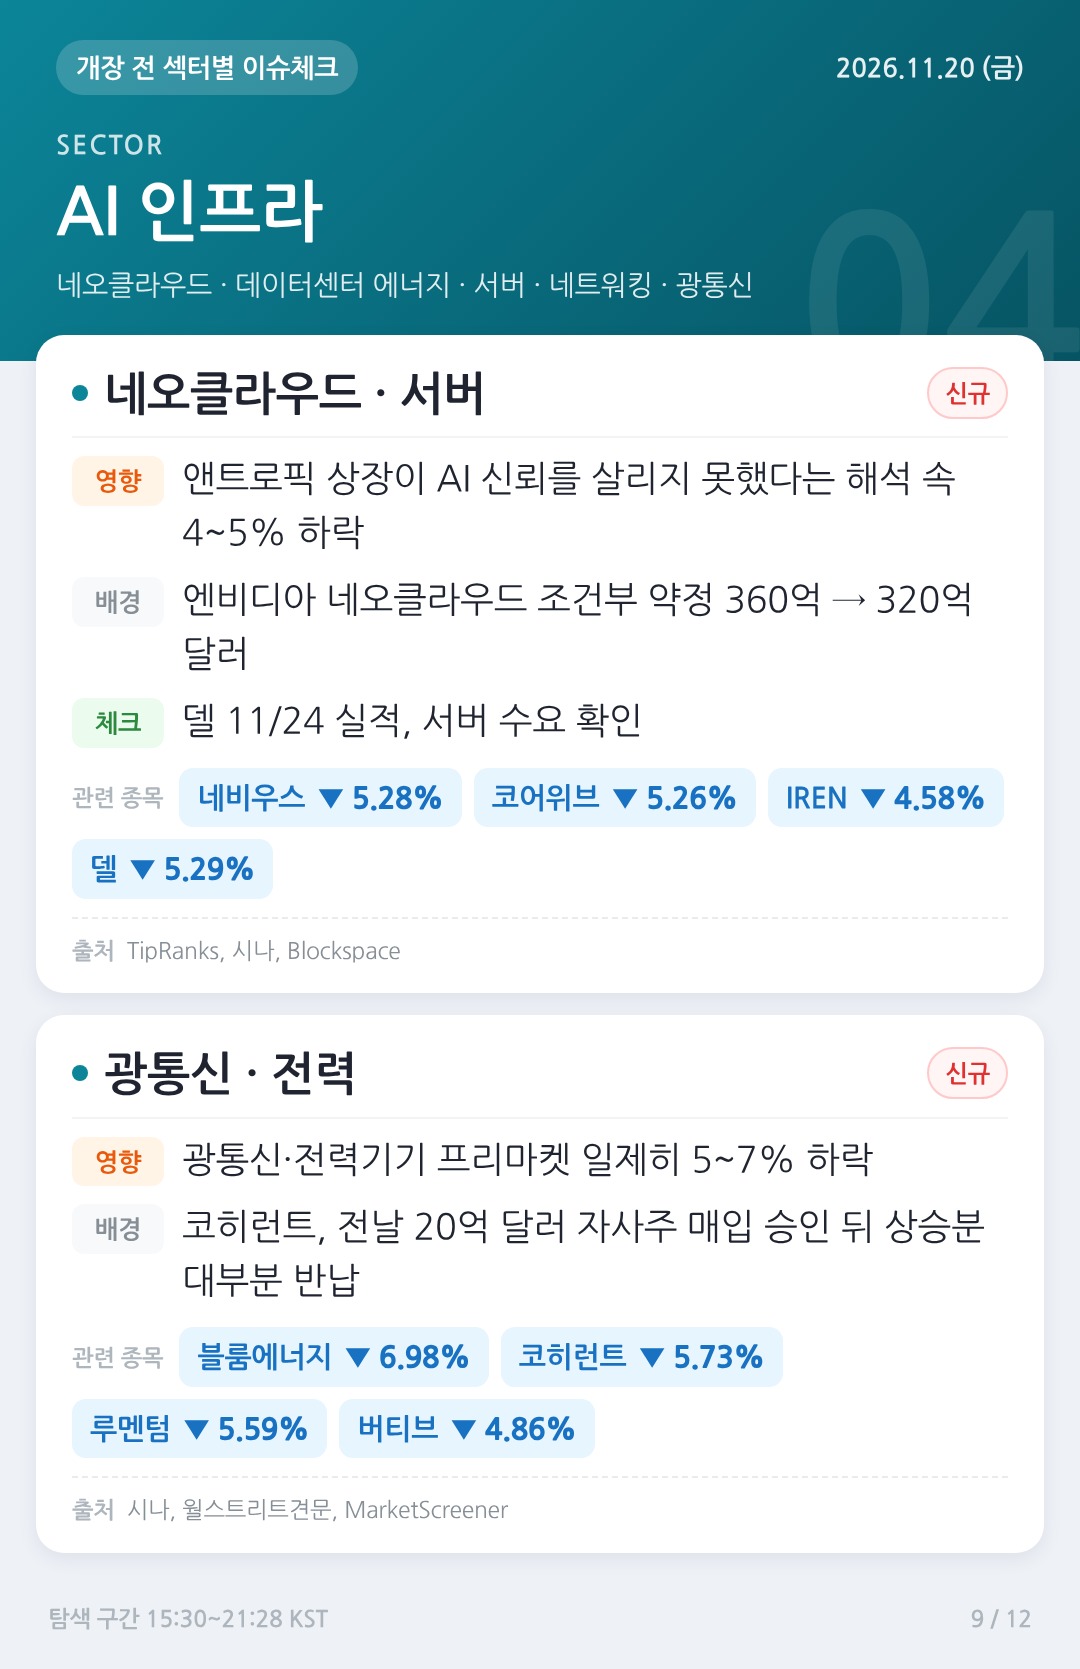 개장 전 섹터별 이슈체크
2026.11.20 (금)
SECTOR
AI 인프라
네오클라우드 · 데이터센터 에너지 · 서버 · 네트워킹 · 광통신
04
네오클라우드 · 서버
신규
영향 앤트로픽 상장이 AI 신뢰를 살리지 못했다는 해석 속
4~5% 하락
배경 엔비디아 네오클라우드 조건부 약정 360억 → 320억
달러
체크 델 11/24 실적, 서버 수요 확인
관련 종목 네비우스 ▼ 5.28% 코어위브 ▼ 5.26% IREN ▼ 4.58%
델 ▼ 5.29%
출처 TipRanks, 시나, Blockspace
광통신 · 전력
신규
영향 광통신·전력기기 프리마켓 일제히 5~7% 하락
배경 코히런트, 전날 20억 달러 자사주 매입 승인 뒤 상승분
대부분 반납
관련 종목 블룸에너지 ▼ 6.98% 코히런트 ▼ 5.73%
루멘텀 ▼ 5.59% 버티브 ▼ 4.86%
출처 시나, 월스트리트견문, MarketScreener
탐색 구간 15:30~21:28 KST
9 / 12